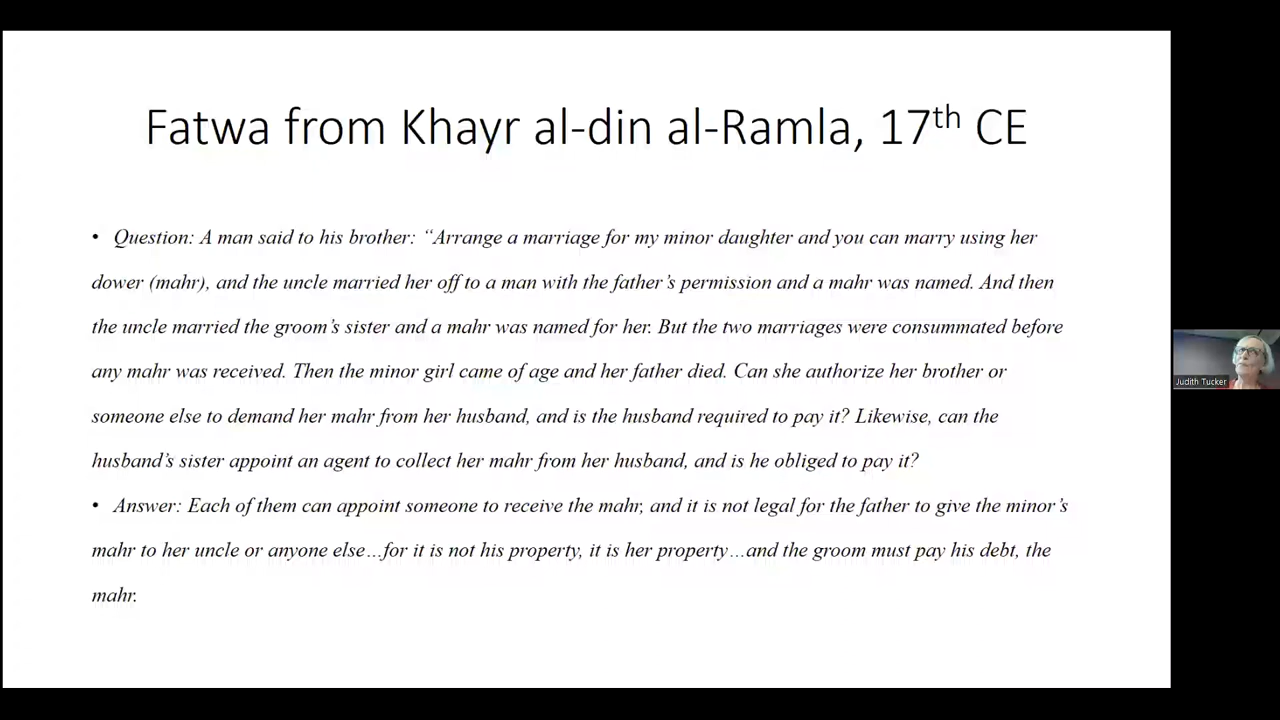 Fatwa from Khayr al-din al-Ramla, 17th CE
• Question: A man said to his brother: “Arrange a marriage for my minor daughter and you can marry using her
dower (mahr), and the uncle married her off to a man with the father’s permission and a mahr was named. And then
the uncle married the groom’s sister and a mahr was named for her. But the two marriages were consummated before
any mahr was received. Then the minor girl came of age and her father died. Can she authorize her brother or
someone else to demand her mahr from her husband, and is the husband required to pay it? Likewise, can the
husband’s sister appoint an agent to collect her mahr from her husband, and is he obliged to pay it?
• Answer: Each of them can appoint someone to receive the mahr, and it is not legal for the father to give the minor’s
mahr to her uncle or anyone else…for it is not his property, it is her property…and the groom must pay his debt, the
mahr.
Judith Tucker